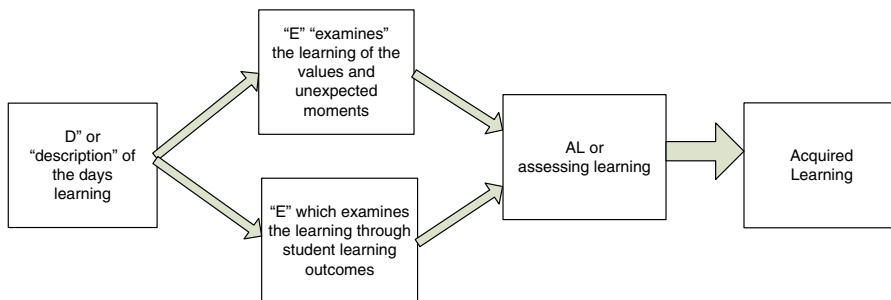 D” or
“description” of
the days
learning
“E” “examines”
the learning of the
values and
unexpected
moments
“E” which examines
the learning through
student learning
outcomes
AL or
assessing learning
Acquired
Learning